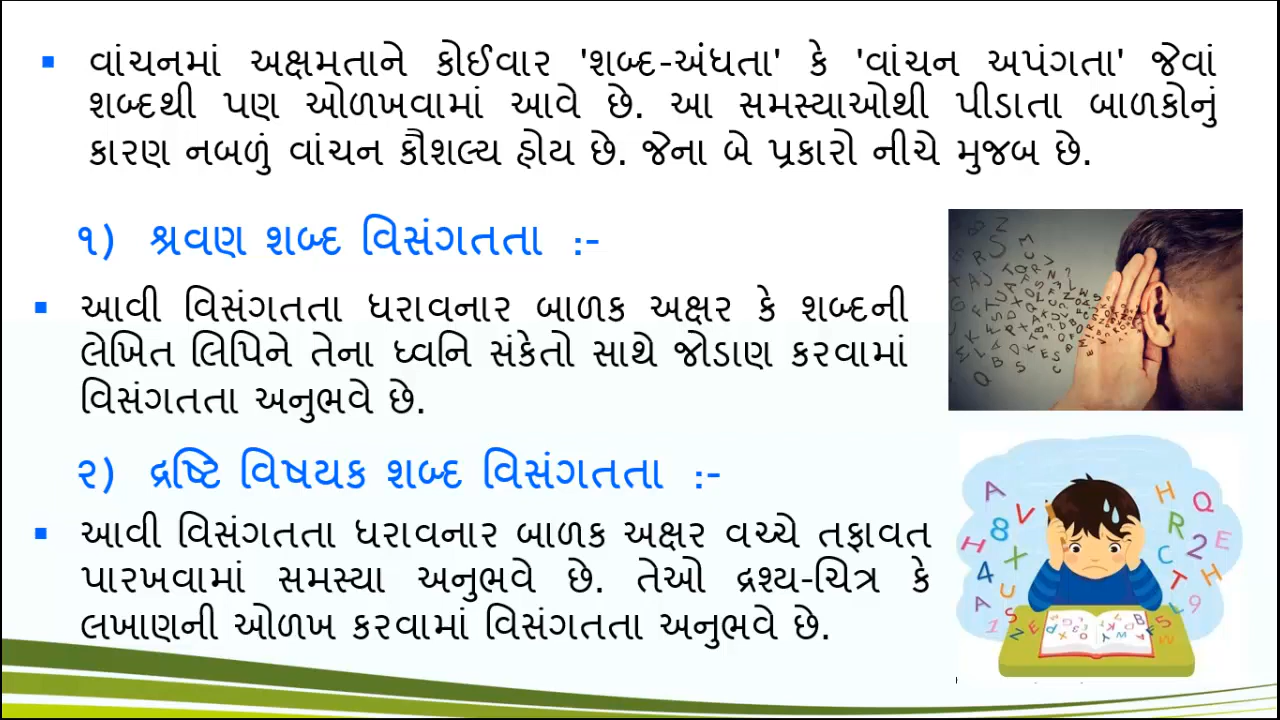 ▪ વાંચનમાં અક્ષમતાને કોઈવાર 'શબ્દ-અંધતા' કે 'વાંચન અપંગતા' જેવાં
શબ્દથી પણ ઓળખવામાં આવે છે. આ સમસ્યાઓથી પીડાતા બાળકોનું
કારણ નબળું વાંચન કૌશલ્ય હોય છે. જેના બે પ્રકારો નીચે મુજબ છે.
૧) શ્રવણ શબ્દ વિસંગતતા :-
▪ આવી વિસંગતતા ધરાવનાર બાળક અક્ષર કે શબ્દની
લેખિત લિપિને તેના ધ્વનિ સંકેતો સાથે જોડાણ કરવામાં
વિસંગતતા અનુભવે છે.
૨) દ્રષ્ટિ વિષયક શબ્દ વિસંગતતા :-
▪ આવી વિસંગતતા ધરાવનાર બાળક અક્ષર વચ્ચે તફાવત
પારખવામાં સમસ્યા અનુભવે છે. તેઓ દ્રશ્ય-ચિત્ર કે
લખાણની ઓળખ કરવામાં વિસંગતતા અનુભવે છે.